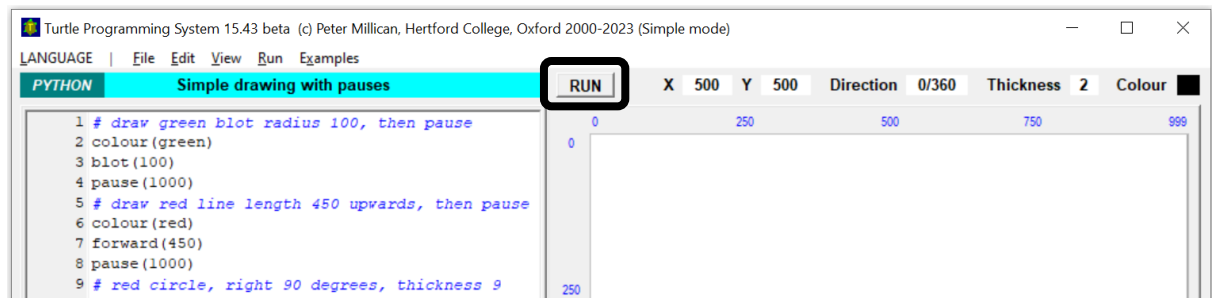 Turtle Programming System 15.43 beta (c) Peter Millican, Hertford College, Oxford 2000-2023 (Simple mode)
LANGUAGE | File Edit View Run Examples
PYTHON Simple drawing with pauses RUN X 500 Y 500 Direction 0/360 Thickness 2 Colour
1 # draw green blot radius 100, then pause
2 colour(green)
3 blot(100)
4 pause(1000)
5 # draw red line length 450 upwards, then pause
6 colour(red)
7 forward(450)
8 pause(1000)
9 # red circle, right 90 degrees, thickness 9
0 250 500 750 999
0
250